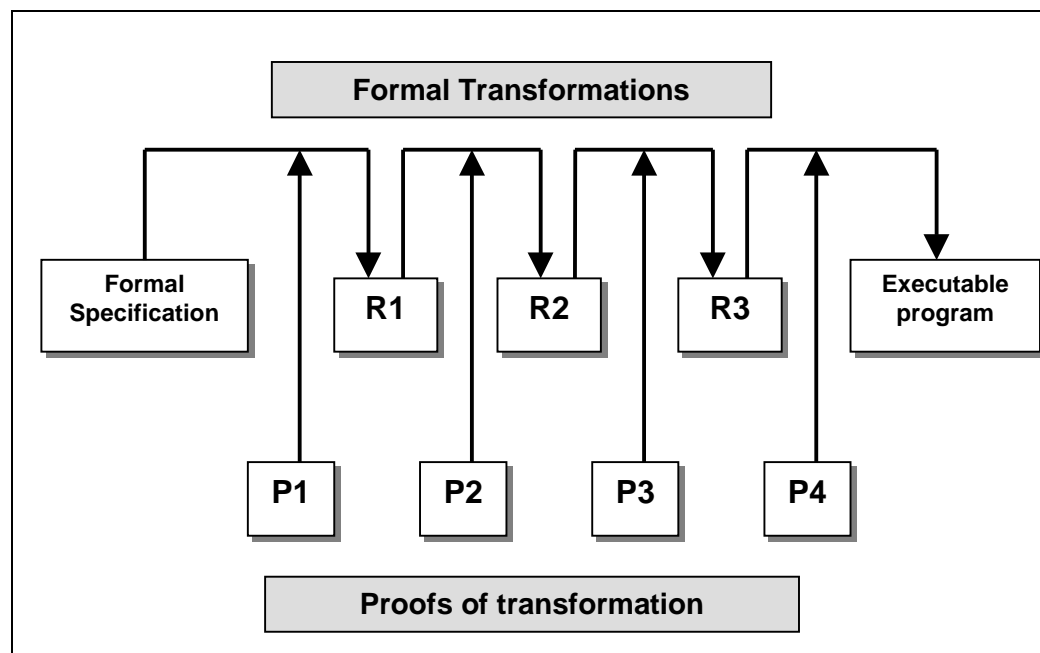 Formal Transformations
Formal
Specification
R1
R2
R3
Executable
program
P1
P2
P3
P4
Proofs of transformation